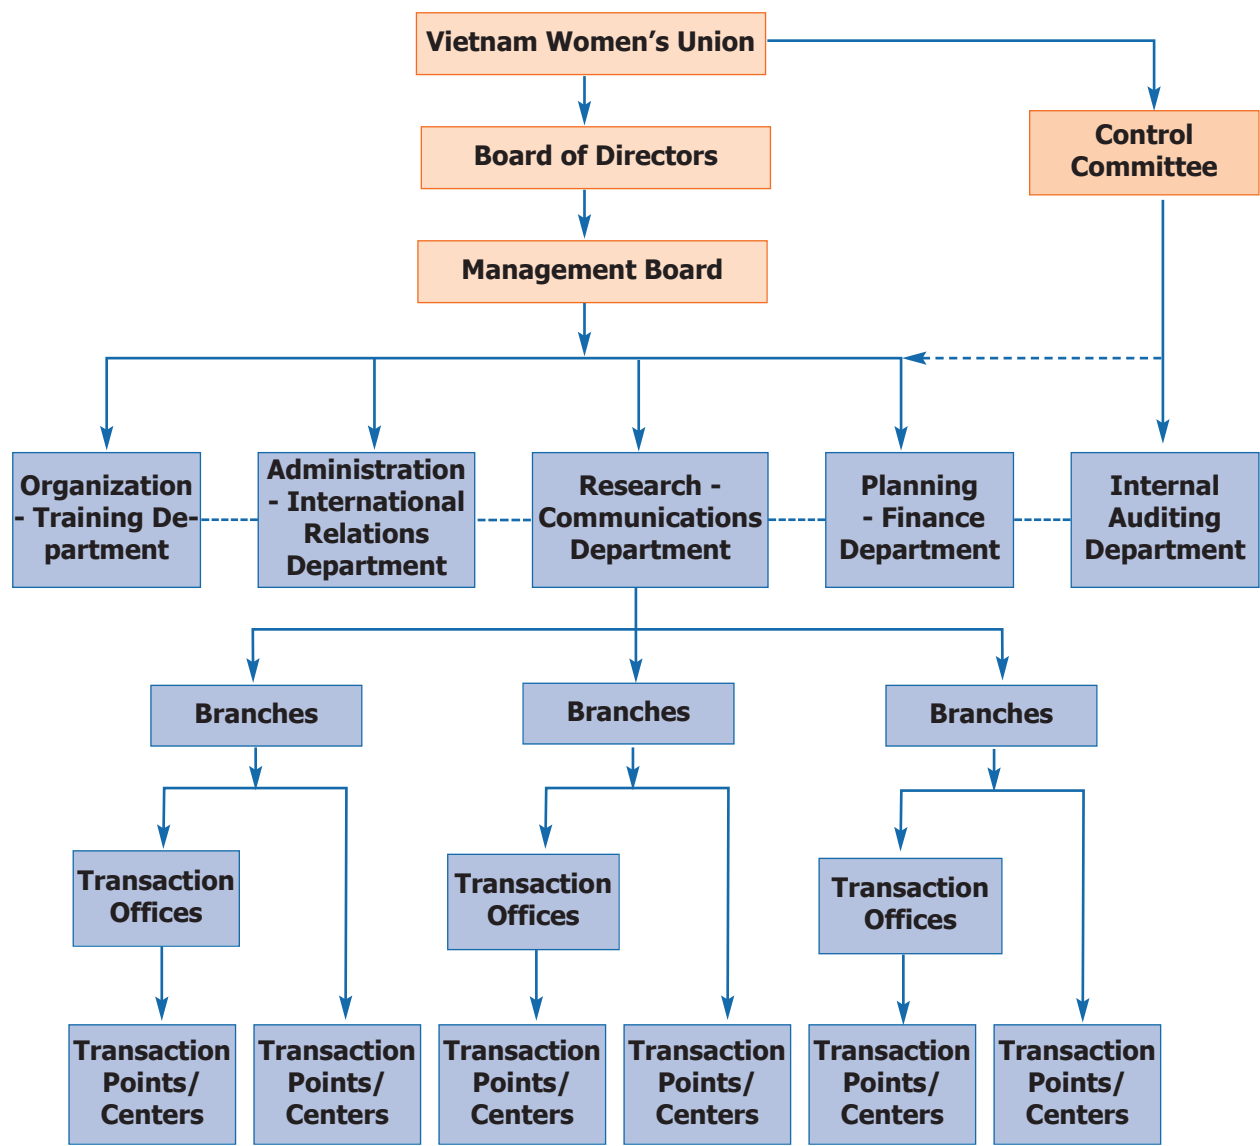 Vietnam Women's Union
Control
Committee
Board of Directors
Management Board
Organization
- Training De-
partment
Administration
- International
Relations
Department
Research -
Communications
Department
Planning
- Finance
Department
Internal
Auditing
Department
Branches
Branches
Branches
Transaction
Offices
Transaction
Offices
Transaction
Offices
Transaction
Points/
Centers
Transaction
Points/
Centers
Transaction
Points/
Centers
Transaction
Points/
Centers
Transaction
Points/
Centers
Transaction
Points/
Centers